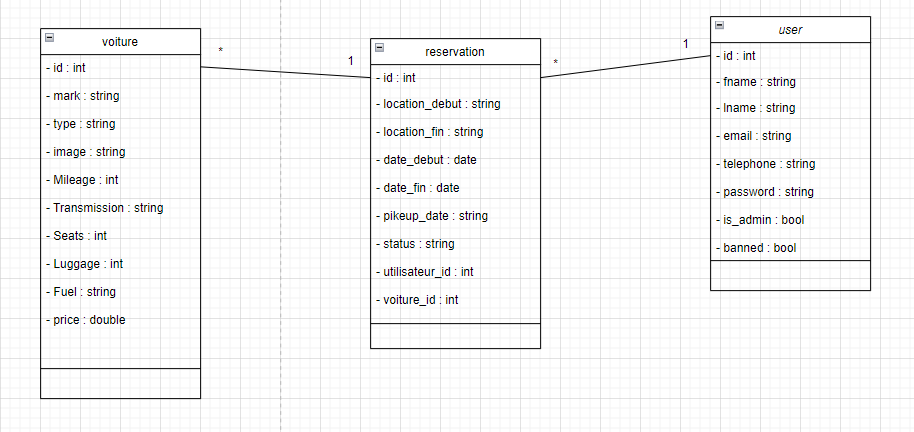 voiture
- id : int
- mark : string
- type : string
- image : string
- Mileage : int
- Transmission : string
- Seats : int
- Luggage : int
- Fuel : string
- price : double
*
1
reservation
- id : int
- location_debut : string
- location_fin : string
- date_debut : date
- date_fin : date
- pikeup_date : string
- status : string
- utilisateur_id : int
- voiture_id : int
*
1
user
- id : int
- fname : string
- lname : string
- email : string
- telephone : string
- password : string
- is_admin : bool
- banned : bool